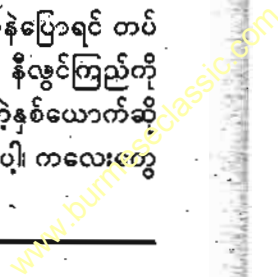 နဲ့ပြောရင် တပ်
နီလွင်ကြည်ကို
ဲ့နှစ်ယောက်ဆို
ပေါ့၊ ကလေးတွေ
www.burmeseclassic.com